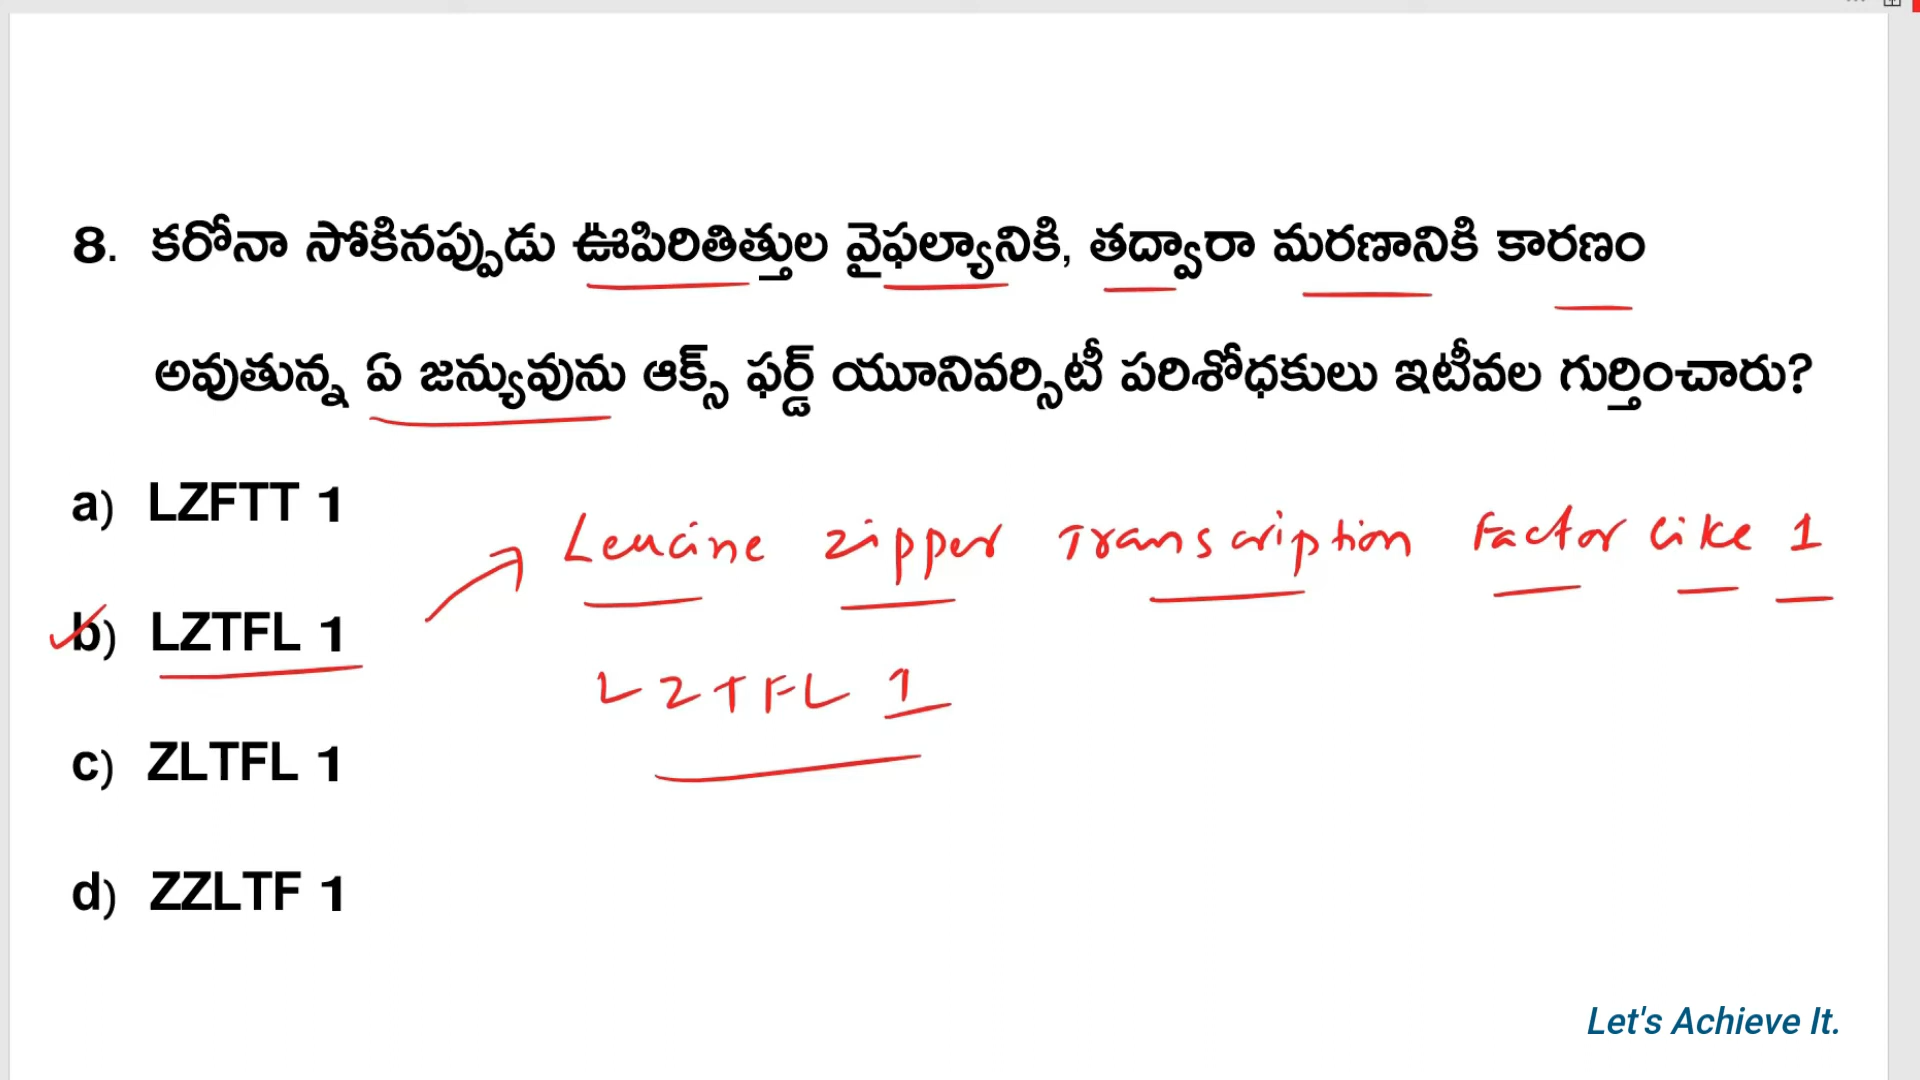 8. కరోనా సోకినప్పుడు ఊపిరితిత్తుల వైఫల్యానికి, తద్వారా మరణానికి కారణం
అవుతున్న ఏ జన్యువును ఆక్స్ ఫర్డ్ యూనివర్సిటీ పరిశోధకులు ఇటీవల గుర్తించారు?
a) LZFTT 1
Leucine zipper Transcription Factor like 1
b) LZTFL 1
LZTFL 1
c) ZLTFL 1
d) ZZLTF 1
Let's Achieve It.